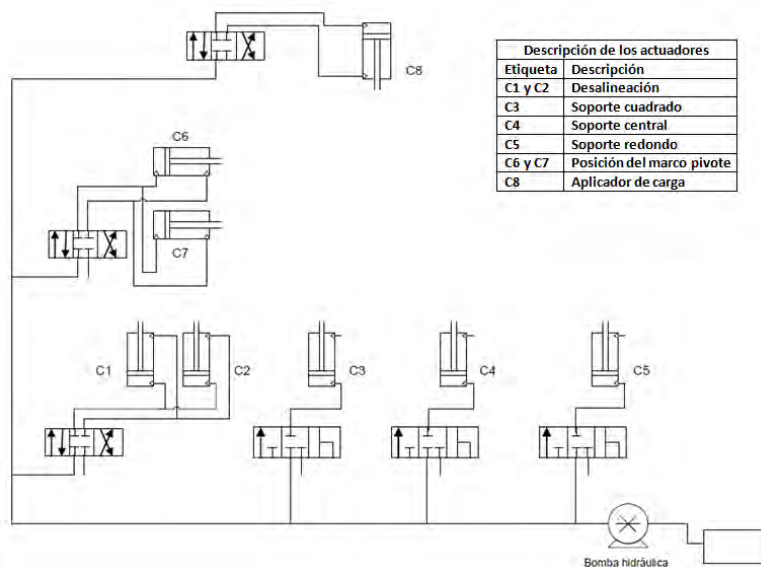 C8
Descripción de los actuadores
Etiqueta Descripción
C1 y C2 Desalineación
C3 Soporte cuadrado
C4 Soporte central
C5 Soporte redondo
C6 y C7 Posición del marco pivote
C8 Aplicador de carga
C6
C7
C1 C2 C3 C4 C5
Bomba hidráulica